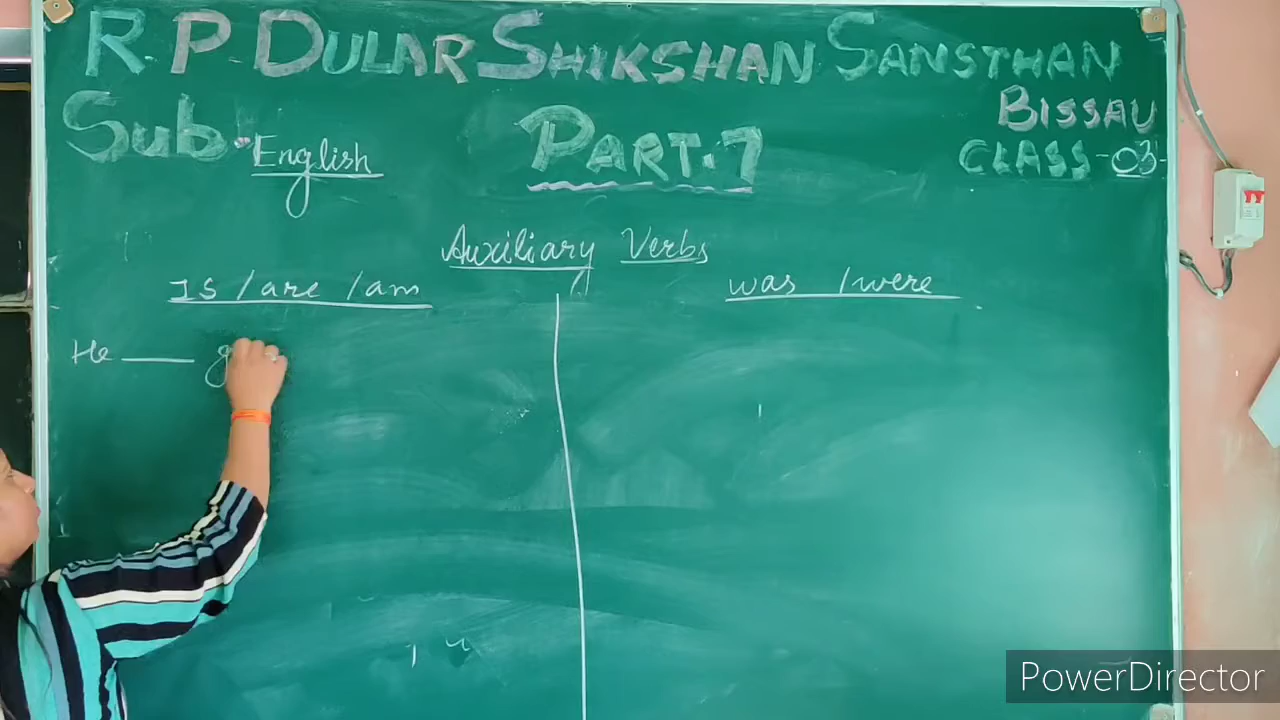 R.P. DULAR SHIKSHAN SANSTHAN
BISSAU
Sub. English
PART.7
CLASS-03
Auxiliary Verbs
Is /are /am
was /were
He ____ g
PowerDirector